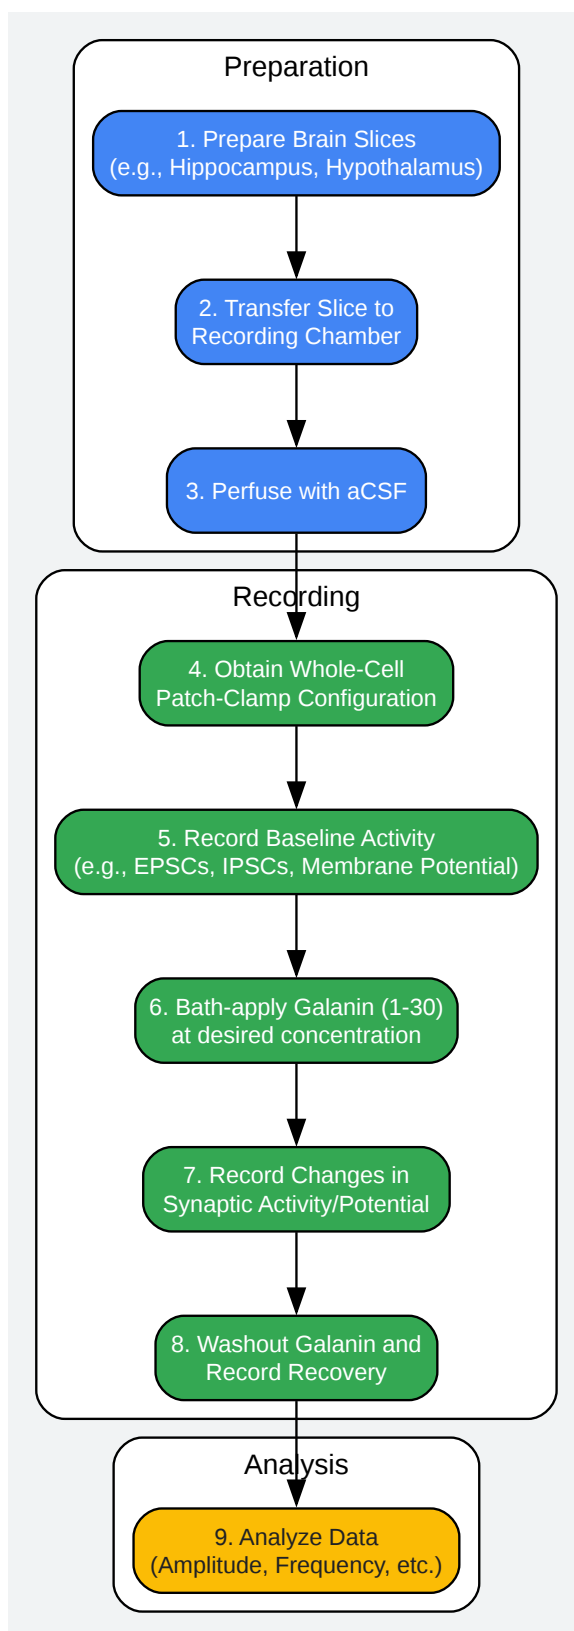 Preparation
1. Prepare Brain Slices
(e.g., Hippocampus, Hypothalamus)
2. Transfer Slice to
Recording Chamber
3. Perfuse with aCSF
Recording
4. Obtain Whole-Cell
Patch-Clamp Configuration
5. Record Baseline Activity
(e.g., EPSCs, IPSCs, Membrane Potential)
6. Bath-apply Galanin (1-30)
at desired concentration
7. Record Changes in
Synaptic Activity/Potential
8. Washout Galanin and
Record Recovery
Analysis
9. Analyze Data
(Amplitude, Frequency, etc.)